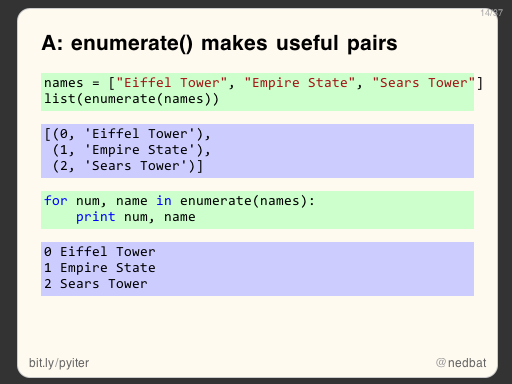 14/37
A: enumerate() makes useful pairs
names = ["Eiffel Tower", "Empire State", "Sears Tower"]
list(enumerate(names))
[(0, 'Eiffel Tower'),
 (1, 'Empire State'),
 (2, 'Sears Tower')]
for num, name in enumerate(names):
    print num, name
0 Eiffel Tower
1 Empire State
2 Sears Tower
bit.ly/pyiter
@nedbat